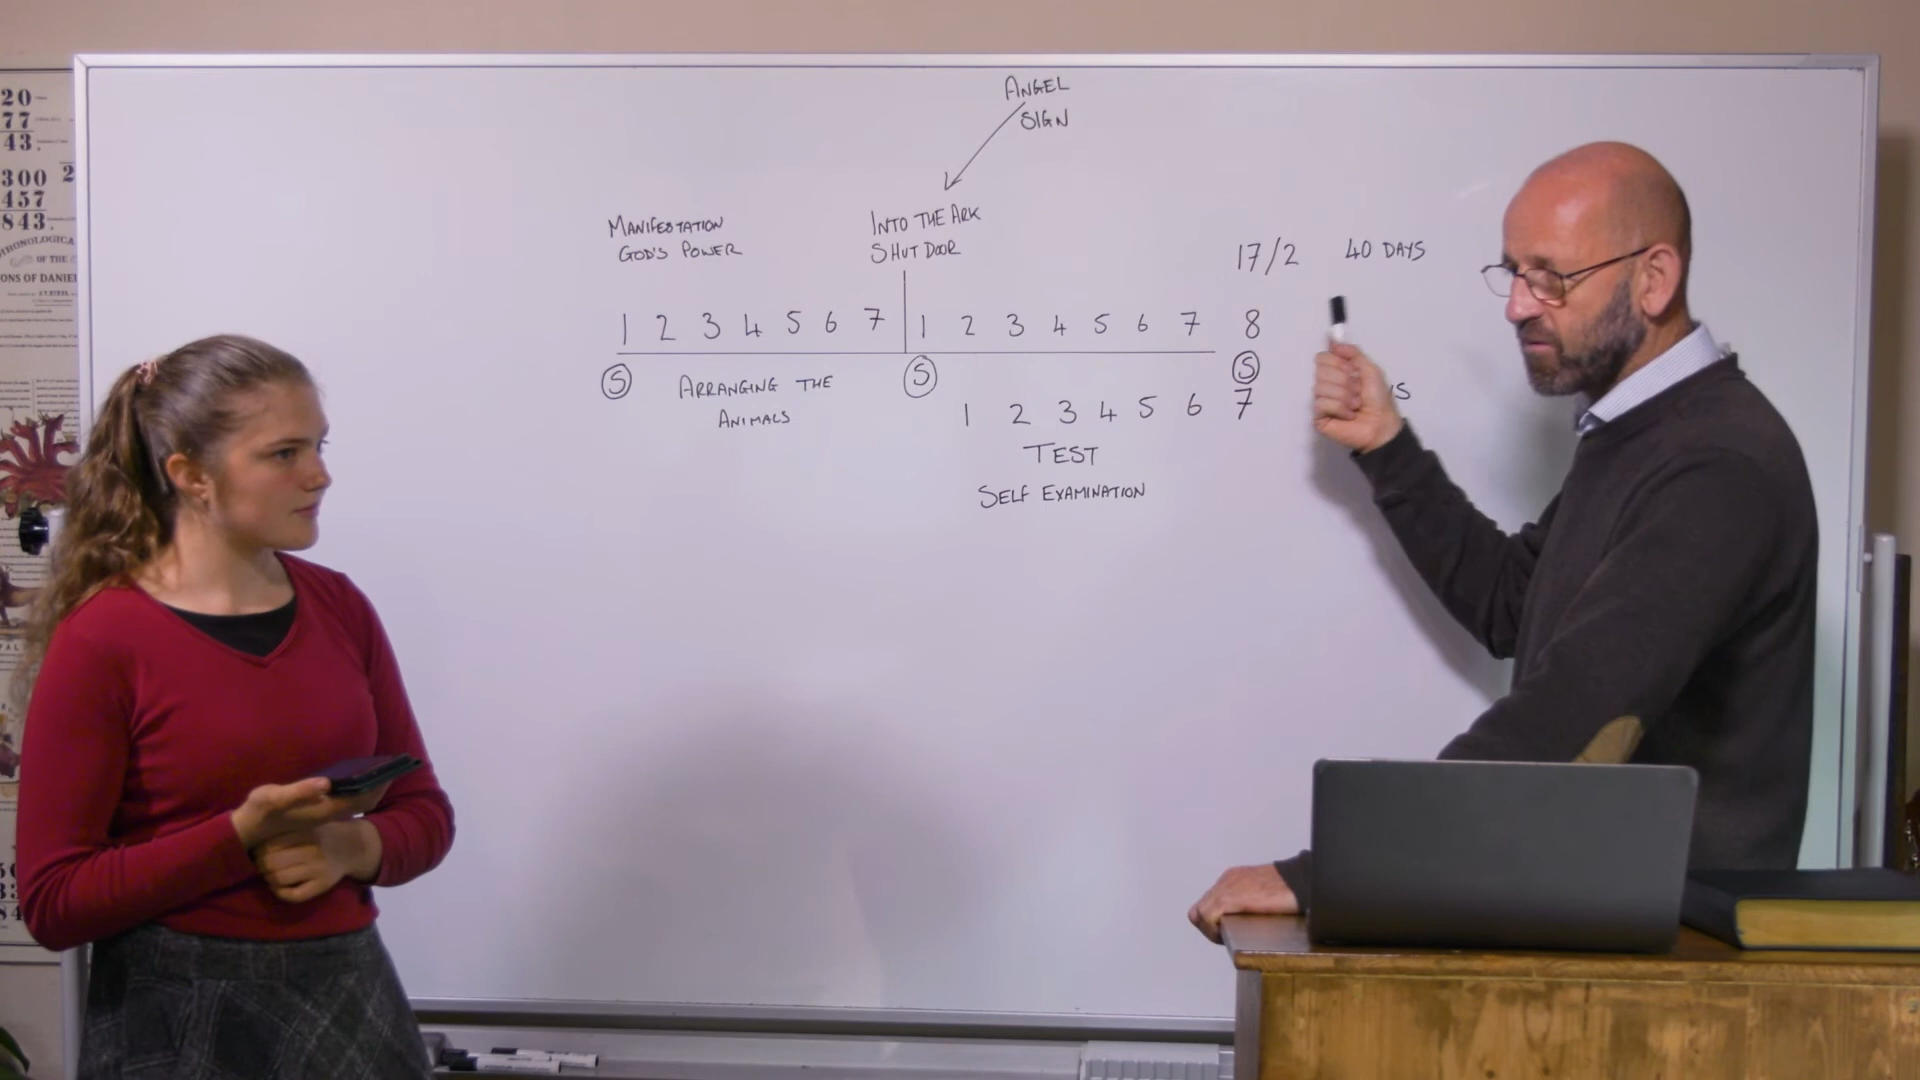 ANGEL
SIGN
MANIFESTATION
GOD'S POWER
INTO THE ARK
SHUT DOOR
17/2 40 DAYS
1 2 3 4 5 6 7 1 2 3 4 5 6 7 8
S S S
ARRANGING THE
ANIMALS
1 2 3 4 5 6 7
TEST
SELF EXAMINATION
20
77
43.
300 2
457
843.
OF THE